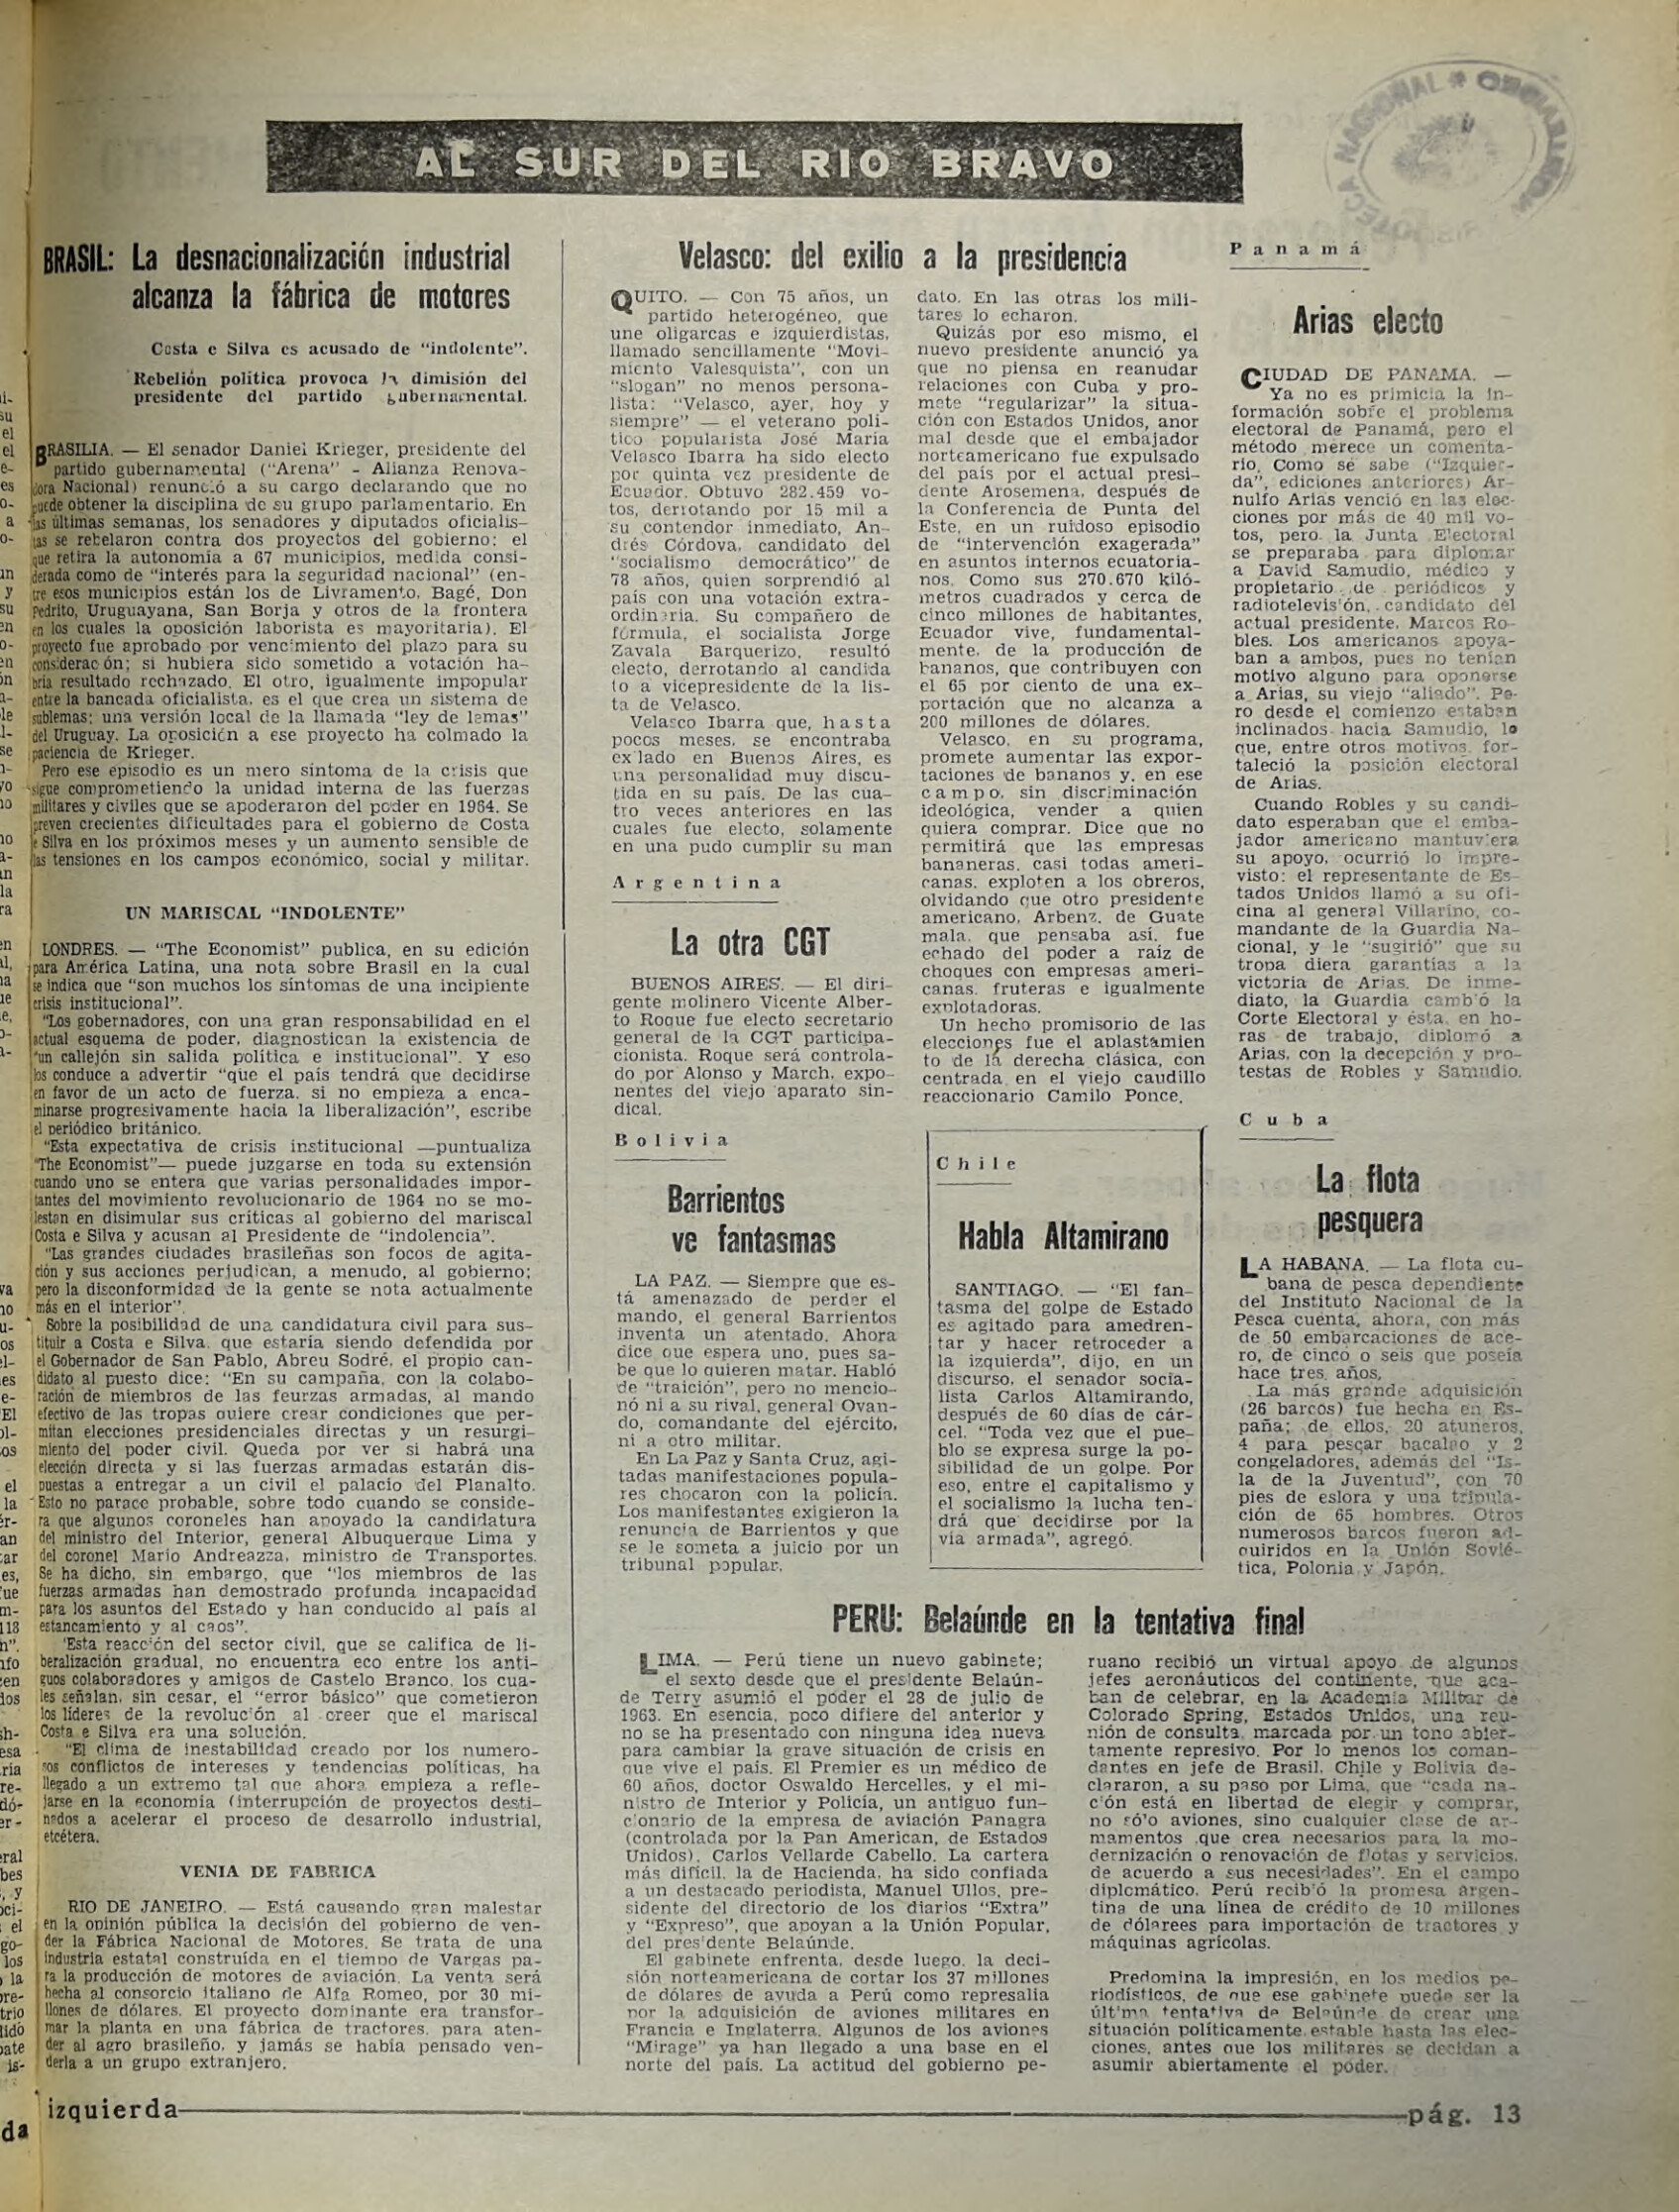 AL SUR DEL RIO BRAVO
BRASIL: La desnacionalización industrial
alcanza la fábrica de motores
Costa e Silva es acusado de “indolente”.
Rebelión política provoca la dimisión del
presidente del partido gubernamental.
BRASILIA. — El senador Daniel Krieger, presidente del
partido gubernamental (“Arena” - Alianza Renova-
dora Nacional) renunció a su cargo declarando que no
puede obtener la disciplina de su grupo parlamentario. En
las últimas semanas, los senadores y diputados oficialis-
tas se rebelaron contra dos proyectos del gobierno: el
que retira la autonomía a 67 municipios, medida consi-
derada como de “interés para la seguridad nacional” (en-
tre esos municipios están los de Livramento, Bagé, Don
Pedrito, Uruguayana, San Borja y otros de la frontera
en los cuales la oposición laborista es mayoritaria). El
proyecto fue aprobado por vencimiento del plazo para su
consideración; si hubiera sido sometido a votación ha-
bría resultado rechazado. El otro, igualmente impopular
entre la bancada oficialista, es el que crea un sistema de
sublemas; una versión local de la llamada “ley de lemas”
del Uruguay. La oposición a ese proyecto ha colmado la
paciencia de Krieger.
Pero ese episodio es un mero síntoma de la crisis que
sigue comprometiendo la unidad interna de las fuerzas
militares y civiles que se apoderaron del poder en 1964. Se
preven crecientes dificultades para el gobierno de Costa
e Silva en los próximos meses y un aumento sensible de
las tensiones en los campos económico, social y militar.
UN MARISCAL “INDOLENTE”
LONDRES. — “The Economist” publica, en su edición
para América Latina, una nota sobre Brasil en la cual
se indica que “son muchos los síntomas de una incipiente
crisis institucional”.
“Los gobernadores, con una gran responsabilidad en el
actual esquema de poder, diagnostican la existencia de
“un callejón sin salida política e institucional”. Y eso
los conduce a advertir “que el país tendrá que decidirse
en favor de un acto de fuerza, si no empieza a enca-
minarse progresivamente hacia la liberalización”, escribe
el periódico británico.
“Esta expectativa de crisis institucional —puntualiza
“The Economist”— puede juzgarse en toda su extensión
cuando uno se entera que varias personalidades impor-
tantes del movimiento revolucionario de 1964 no se mo-
lestan en disimular sus críticas al gobierno del mariscal
Costa e Silva y acusan al Presidente de “indolencia”.
“Las grandes ciudades brasileñas son focos de agita-
ción y sus acciones perjudican, a menudo, al gobierno;
pero la disconformidad de la gente se nota actualmente
más en el interior”.
Sobre la posibilidad de una candidatura civil para sus-
tituir a Costa e Silva, que estaría siendo defendida por
el Gobernador de San Pablo, Abreu Sodré, el propio can-
didato al puesto dice: “En su campaña, con la colabo-
ración de miembros de las feurzas armadas, al mando
efectivo de las tropas quiere crear condiciones que per-
mitan elecciones presidenciales directas y un resurgi-
miento del poder civil. Queda por ver si habrá una
elección directa y si las fuerzas armadas estarán dis-
puestas a entregar a un civil el palacio del Planalto.
Esto no parace probable, sobre todo cuando se conside-
ra que algunos coroneles han apoyado la candidatura
del ministro del Interior, general Albuquerque Lima y
del coronel Mario Andreazza, ministro de Transportes.
Se ha dicho, sin embargo, que “los miembros de las
fuerzas armadas han demostrado profunda incapacidad
para los asuntos del Estado y han conducido al país al
estancamiento y al caos”.
‘Esta reacción del sector civil, que se califica de li-
beralización gradual, no encuentra eco entre los anti-
guos colaboradores y amigos de Castelo Branco, los cua-
les señalan, sin cesar, el “error básico” que cometieron
los líderes de la revolución al creer que el mariscal
Costa e Silva era una solución.
“El clima de inestabilidad creado por los numero-
sos conflictos de intereses y tendencias políticas, ha
llegado a un extremo tal que ahora empieza a refle-
jarse en la economía (interrupción de proyectos desti-
nados a acelerar el proceso de desarrollo industrial,
etcétera.
VENIA DE FABRICA
RIO DE JANEIRO. — Está causando gran malestar
en la opinión pública la decisión del gobierno de ven-
der la Fábrica Nacional de Motores. Se trata de una
industria estatal construída en el tiempo de Vargas pa-
ra la producción de motores de aviación. La venta será
hecha al consorcio italiano de Alfa Romeo, por 30 mi-
llones de dólares. El proyecto dominante era transfor-
mar la planta en una fábrica de tractores, para aten-
der al agro brasileño, y jamás se había pensado ven-
derla a un grupo extranjero.
Velasco: del exilio a la presidencia
QUITO. — Con 75 años, un
partido heterogéneo, que
une oligarcas e izquierdistas,
llamado sencillamente “Movi-
miento Valesquista”, con un
“slogan” no menos persona-
lista: “Velasco, ayer, hoy y
siempre” — el veterano polí-
tico popularista José María
Velasco Ibarra ha sido electo
por quinta vez presidente de
Ecuador. Obtuvo 282.459 vo-
tos, derrotando por 15 mil a
su contendor inmediato, An-
drés Córdova, candidato del
“socialismo democrático” de
78 años, quien sorprendió al
país con una votación extra-
ordinaria. Su compañero de
fórmula, el socialista Jorge
Zavala Barquerizo, resultó
electo, derrotando al candida
to a vicepresidente de la lis-
ta de Velasco.
Velasco Ibarra que, hasta
pocos meses, se encontraba
exilado en Buenos Aires, es
una personalidad muy discu-
tida en su país. De las cua-
tro veces anteriores en las
cuales fue electo, solamente
en una pudo cumplir su man
dato. En las otras los mili-
tares lo echaron.
Quizás por eso mismo, el
nuevo presidente anunció ya
que no piensa en reanudar
relaciones con Cuba y pro-
mete “regularizar” la situa-
ción con Estados Unidos, anor
mal desde que el embajador
norteamericano fue expulsado
del país por el actual presi-
dente Arosemena, después de
la Conferencia de Punta del
Este, en un ruidoso episodio
de “intervención exagerada”
en asuntos internos ecuatoria-
nos. Como sus 270.670 kiló-
metros cuadrados y cerca de
cinco millones de habitantes,
Ecuador vive, fundamental-
mente, de la producción de
bananos, que contribuyen con
el 65 por ciento de una ex-
portación que no alcanza a
200 millones de dólares.
Velasco, en su programa,
promete aumentar las expor-
taciones de bananos y, en ese
campo, sin discriminación
ideológica, vender a quien
quiera comprar. Dice que no
permitirá que las empresas
bananeras, casi todas ameri-
canas, exploten a los obreros,
olvidando que otro presidente
americano, Arbenz, de Guate
mala, que pensaba así, fue
echado del poder a raíz de
choques con empresas ameri-
canas, fruteras e igualmente
explotadoras.
Un hecho promisorio de las
elecciones fue el aplastamien
to de la derecha clásica, con
centrada en el viejo caudillo
reaccionario Camilo Ponce.
Argentina
La otra CGT
BUENOS AIRES. — El diri-
gente molinero Vicente Alber-
to Roque fue electo secretario
general de la CGT participa-
cionista. Roque será controla-
do por Alonso y March, expo-
nentes del viejo aparato sin-
dical.
Bolivia
Barrientos
ve fantasmas
LA PAZ. — Siempre que es-
tá amenazado de perder el
mando, el general Barrientos
inventa un atentado. Ahora
dice que espera uno, pues sa-
be que lo quieren matar. Habló
de “traición”, pero no mencio-
nó ni a su rival, general Ovan-
do, comandante del ejército,
ni a otro militar.
En La Paz y Santa Cruz, agi-
tadas manifestaciones popula-
res chocaron con la policía.
Los manifestantes exigieron la
renuncia de Barrientos y que
se le someta a juicio por un
tribunal popular.
Chile
Habla Altamirano
SANTIAGO. — “El fan-
tasma del golpe de Estado
es agitado para amedren-
tar y hacer retroceder a
la izquierda”, dijo, en un
discurso, el senador socia-
lista Carlos Altamirando,
después de 60 días de cár-
cel. “Toda vez que el pue-
blo se expresa surge la po-
sibilidad de un golpe. Por
eso, entre el capitalismo y
el socialismo la lucha ten-
drá que decidirse por la
vía armada”, agregó.
Panamá
Arias electo
CIUDAD DE PANAMA. —
Ya no es primicia la in-
formación sobre el problema
electoral de Panamá, pero el
método merece un comenta-
rio. Como se sabe (“Izquier-
da”, ediciones anteriores) Ar-
nulfo Arias venció en las elec-
ciones por más de 40 mil vo-
tos, pero la Junta Electoral
se preparaba para diplomar
a David Samudio, médico y
propietario de periódicos y
radiotelevisión, candidato del
actual presidente, Marcos Ro-
bles. Los americanos apoya-
ban a ambos, pues no tenían
motivo alguno para oponerse
a Arias, su viejo “aliado”. Pe-
ro desde el comienzo estaban
inclinados hacia Samudio, lo
que, entre otros motivos, for-
taleció la posición electoral
de Arias.
Cuando Robles y su candi-
dato esperaban que el emba-
jador americano mantuviera
su apoyo, ocurrió lo impre-
visto: el representante de Es-
tados Unidos llamó a su ofi-
cina al general Villarino, co-
mandante de la Guardia Na-
cional, y le “sugirió” que su
tropa diera garantías a la
victoria de Arias. De inme-
diato, la Guardia cambió la
Corte Electoral y ésta, en ho-
ras de trabajo, diplomó a
Arias, con la decepción y pro-
testas de Robles y Samudio.
Cuba
La flota
pesquera
LA HABANA. — La flota cu-
bana de pesca dependiente
del Instituto Nacional de la
Pesca cuenta, ahora, con más
de 50 embarcaciones de ace-
ro, de cinco o seis que poseía
hace tres años.
La más grande adquisición
(26 barcos) fue hecha en Es-
paña; de ellos, 20 atuneros,
4 para pesqar bacalao y 2
congeladores, además del “Is-
la de la Juventud”, con 70
pies de eslora y una tripula-
ción de 65 hombres. Otros
numerosos barcos fueron ad-
quiridos en la Unión Sovié-
tica, Polonia y Japón.
PERU: Belaúnde en la tentativa final
LIMA. — Perú tiene un nuevo gabinete;
el sexto desde que el presidente Belaún-
de Terry asumió el poder el 28 de julio de
1963. En esencia, poco difiere del anterior y
no se ha presentado con ninguna idea nueva
para cambiar la grave situación de crisis en
que vive el país. El Premier es un médico de
60 años, doctor Oswaldo Hercelles, y el mi-
nistro de Interior y Policía, un antiguo fun-
cionario de la empresa de aviación Panagra
(controlada por la Pan American, de Estados
Unidos), Carlos Vellarde Cabello. La cartera
más difícil, la de Hacienda, ha sido confiada
a un destacado periodista, Manuel Ullos, pre-
sidente del directorio de los diarios “Extra”
y “Expreso”, que apoyan a la Unión Popular,
del presidente Belaúnde.
El gabinete enfrenta, desde luego, la deci-
sión norteamericana de cortar los 37 millones
de dólares de ayuda a Perú como represalia
por la adquisición de aviones militares en
Francia e Inglaterra. Algunos de los aviones
“Mirage” ya han llegado a una base en el
norte del país. La actitud del gobierno pe-
ruano recibió un virtual apoyo de algunos
jefes aeronáuticos del continente, que aca-
ban de celebrar, en la Academia Militar de
Colorado Spring, Estados Unidos, una reu-
nión de consulta, marcada por un tono abier-
tamente represivo. Por lo menos los coman-
dantes en jefe de Brasil, Chile y Bolivia de-
clararon, a su paso por Lima, que “cada na-
ción está en libertad de elegir y comprar,
no sólo aviones, sino cualquier clase de ar-
mamentos que crea necesarios para la mo-
dernización o renovación de flotas y servicios,
de acuerdo a sus necesidades”. En el campo
diplomático, Perú recibió la promesa argen-
tina de una línea de crédito de 10 millones
de dólarees para importación de tractores y
máquinas agrícolas.
Predomina la impresión, en los medios pe-
riodísticos, de que ese gabinete puede ser la
última tentativa de Belaúnde de crear una
situación políticamente estable hasta las elec-
ciones, antes que los militares se decidan a
asumir abiertamente el poder.
izquierda
pág. 13